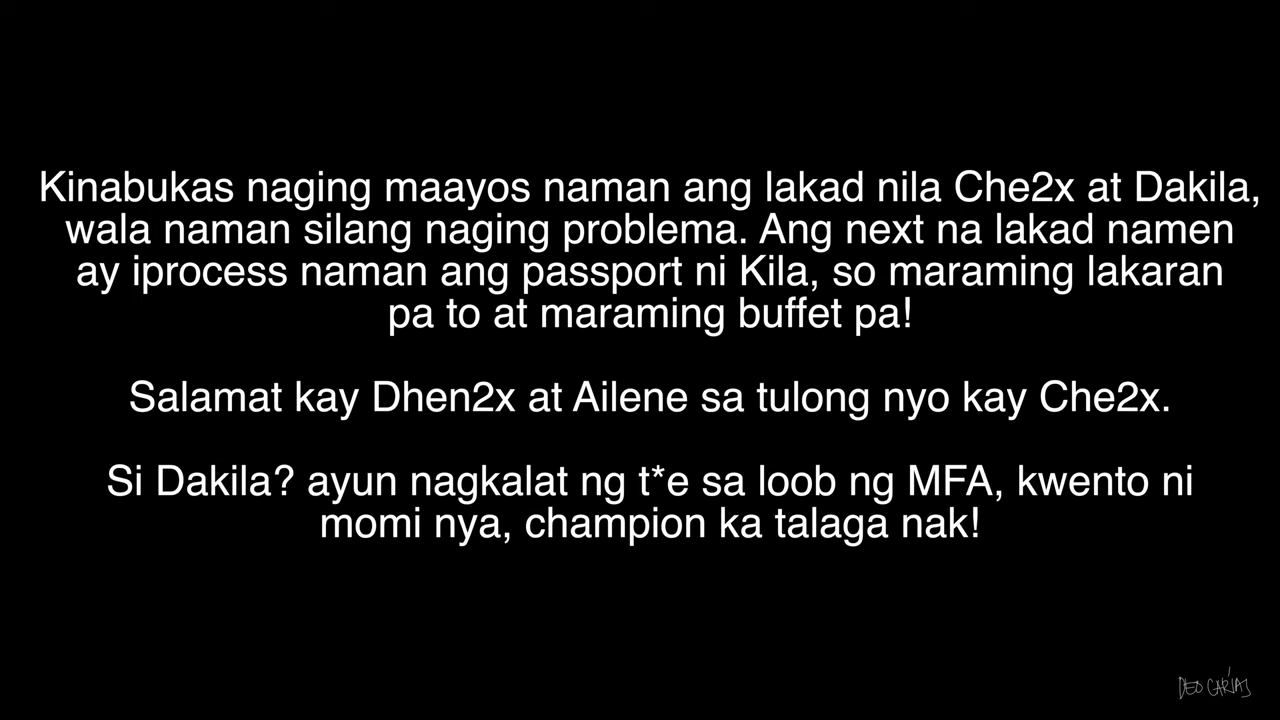 Kinabukas naging maayos naman ang lakad nila Che2x at Dakila,
wala naman silang naging problema. Ang next na lakad namen
ay iprocess naman ang passport ni Kila, so maraming lakaran
pa to at maraming buffet pa!
Salamat kay Dhen2x at Ailene sa tulong nyo kay Che2x.
Si Dakila? ayun nagkalat ng t*e sa loob ng MFA, kwento ni
momi nya, champion ka talaga nak!
DEO CARÍAS